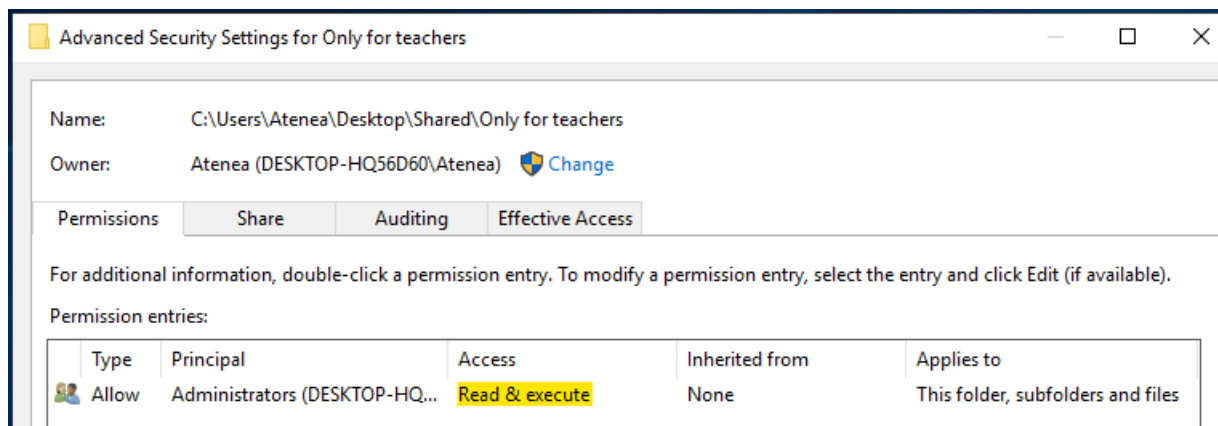 Advanced Security Settings for Only for teachers
Name: C:\Users\Atenea\Desktop\Shared\Only for teachers
Owner: Atenea (DESKTOP-HQ56D60\Atenea) Change
Permissions Share Auditing Effective Access
For additional information, double-click a permission entry. To modify a permission entry, select the entry and click Edit (if available).
Permission entries:
Type Principal Access Inherited from Applies to
Allow Administrators (DESKTOP-HQ... Read & execute None This folder, subfolders and files